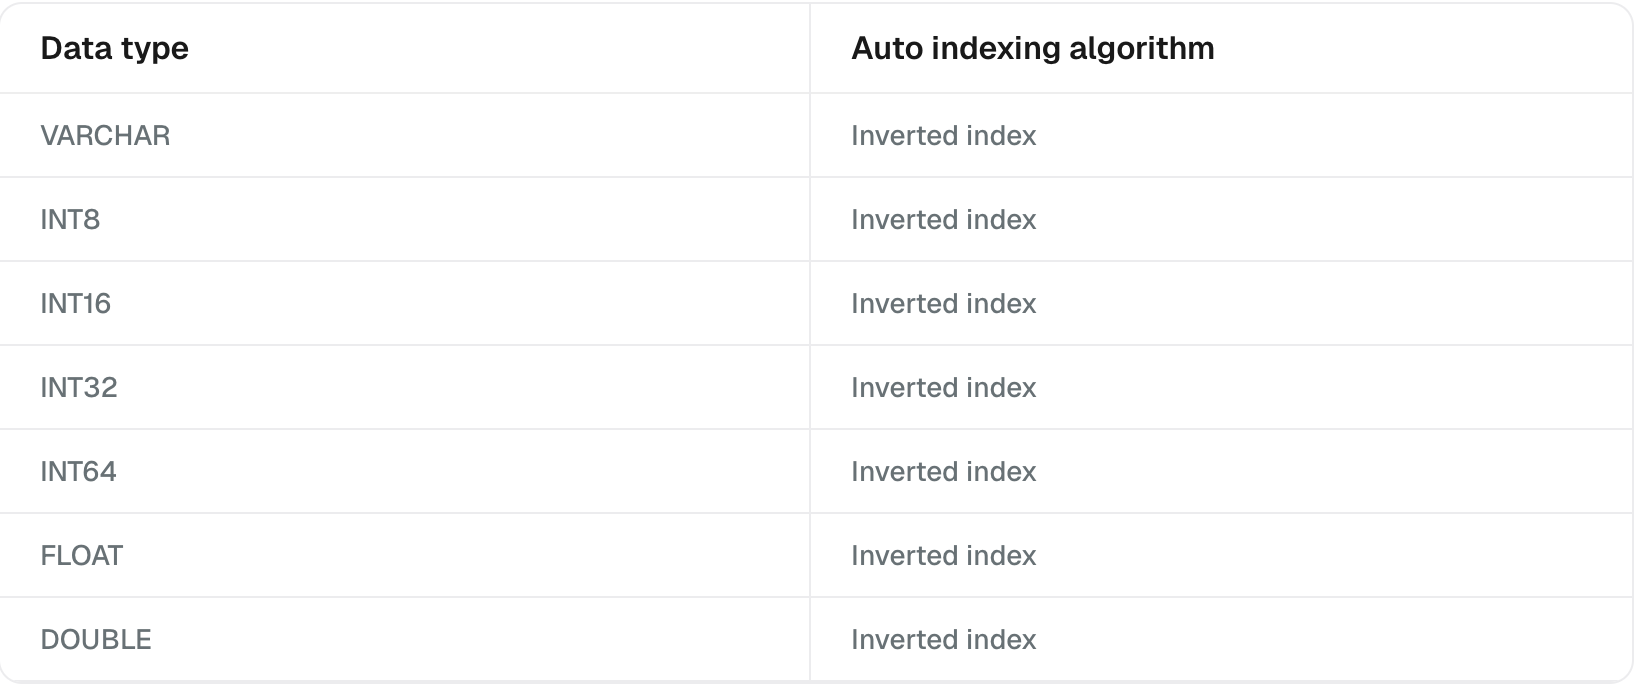 Data type Auto indexing algorithm
VARCHAR Inverted index
INT8 Inverted index
INT16 Inverted index
INT32 Inverted index
INT64 Inverted index
FLOAT Inverted index
DOUBLE Inverted index